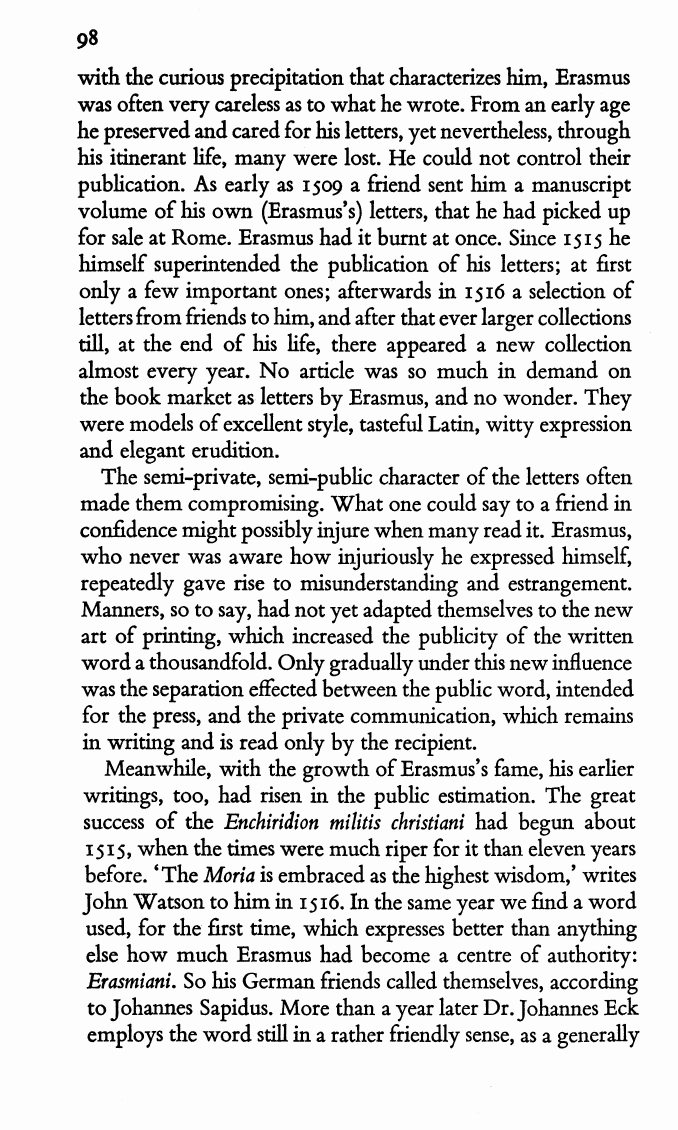 98
with the curious precipitation that characterizes him, Erasmus
was often very careless as to what he wrote. From an early age
he preserved and cared for his letters, yet nevertheless, through
his itinerant life, many were lost. He could not control their
publication. As early as 1509 a friend sent him a manuscript
volume of his own (Erasmus's) letters, that he had picked up
for sale at Rome. Erasmus had it burnt at once. Since 1515 he
himself superintended the publication of his letters; at first
only a few important ones; afterwards in 1516 a selection of
letters from friends to him, and after that ever larger collections
till, at the end of his life, there appeared a new collection
almost every year. No article was so much in demand on
the book market as letters by Erasmus, and no wonder. They
were models of excellent style, tasteful Latin, witty expression
and elegant erudition.
The semi-private, semi-public character of the letters often
made them compromising. What one could say to a friend in
confidence might possibly injure when many read it. Erasmus,
who never was aware how injuriously he expressed himself,
repeatedly gave rise to misunderstanding and estrangement.
Manners, so to say, had not yet adapted themselves to the new
art of printing, which increased the publicity of the written
word a thousandfold. Only gradually under this new influence
was the separation effected between the public word, intended
for the press, and the private communication, which remains
in writing and is read only by the recipient.
Meanwhile, with the growth of Erasmus's fame, his earlier
writings, too, had risen in the public estimation. The great
success of the Enchiridion militis christiani had begun about
1515, when the times were much riper for it than eleven years
before. 'The Moria is embraced as the highest wisdom,' writes
John Watson to him in 1516. In the same year we find a word
used, for the first time, which expresses better than anything
else how much Erasmus had become a centre of authority:
Erasmiani. So his German friends called themselves, according
to Johannes Sapidus. More than a year later Dr. Johannes Eck
employs the word still in a rather friendly sense, as a generally